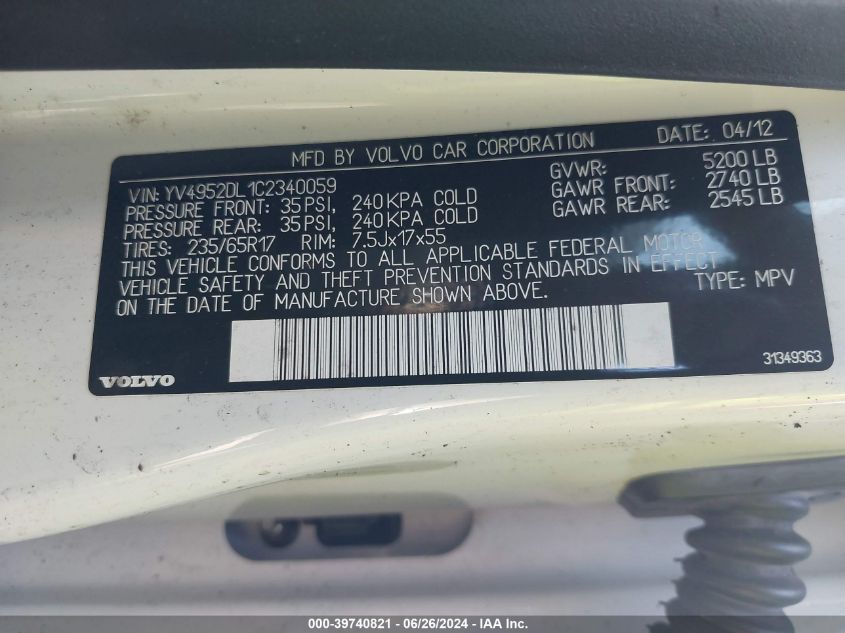 MFD BY VOLVO CAR CORPORATION DATE: 04/12
VIN: YV4952DL1C2340059 GVWR: 5200 LB
PRESSURE FRONT: 35 PSI, 240 KPA COLD GAWR FRONT: 2740 LB
PRESSURE REAR: 35 PSI, 240 KPA COLD GAWR REAR: 2545 LB
TIRES: 235/65R17 RIM: 7.5Jx17x55
THIS VEHICLE CONFORMS TO ALL APPLICABLE FEDERAL MOTOR
VEHICLE SAFETY AND THEFT PREVENTION STANDARDS IN EFFECT
ON THE DATE OF MANUFACTURE SHOWN ABOVE. TYPE: MPV
VOLVO 31349363
000-39740821 / 06/26/2024 - IAA Inc.